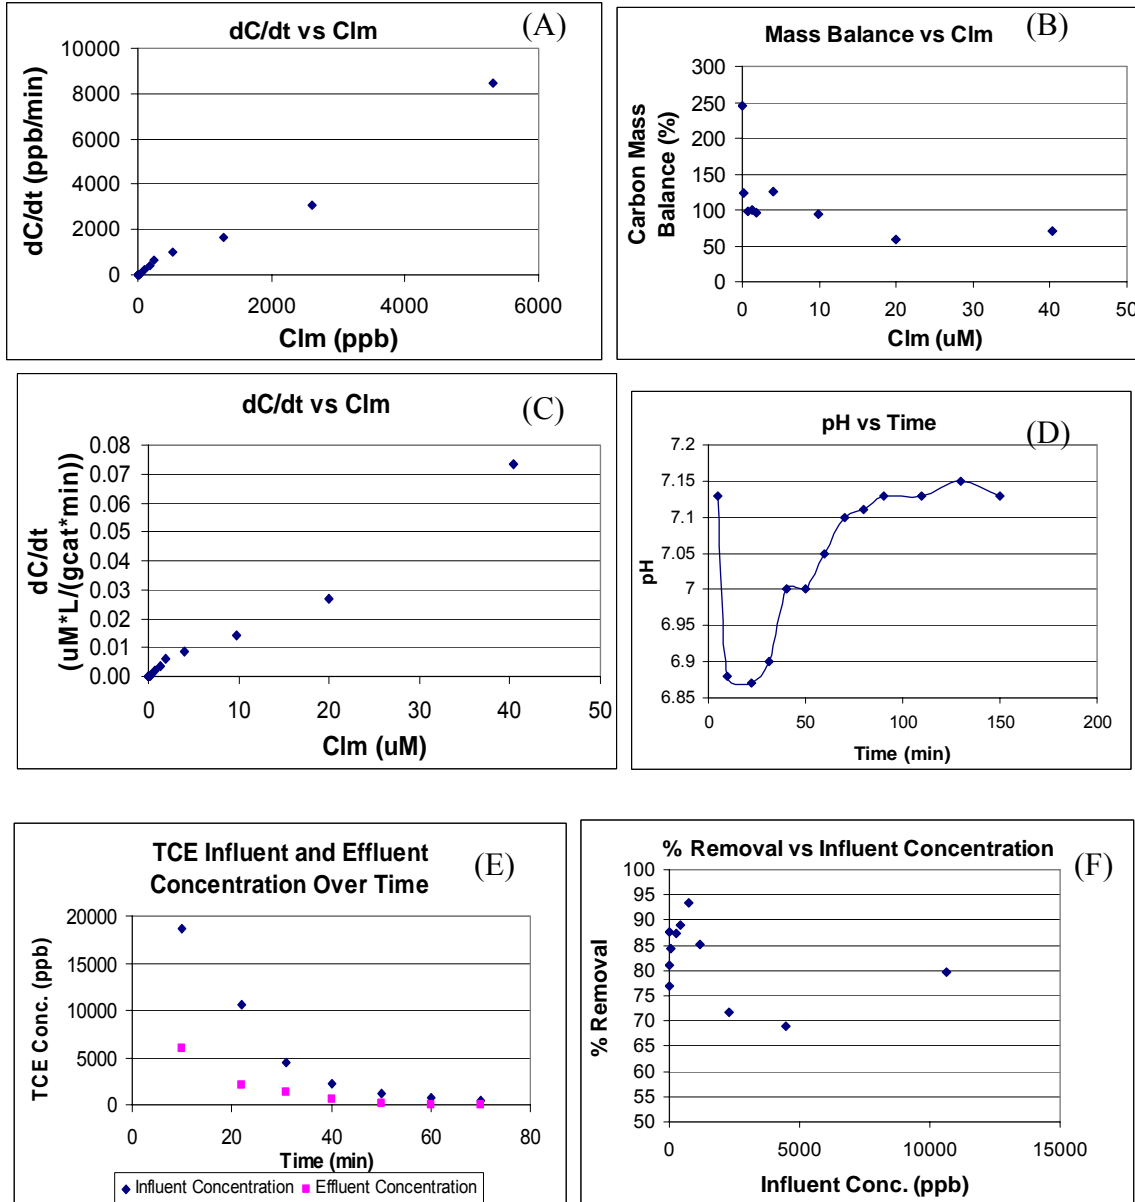 dC/dt vs Clm
(A)
dC/dt (ppb/min)
10000
8000
6000
4000
2000
0
0
2000
4000
6000
Clm (ppb)
Mass Balance vs Clm
(B)
Carbon Mass
Balance (%)
300
250
200
150
100
50
0
0
10
20
30
40
50
Clm (uM)
dC/dt vs Clm
(C)
dC/dt
(uM*L/(gcat*min))
0.08
0.07
0.06
0.05
0.04
0.03
0.02
0.01
0.00
0
10
20
30
40
50
Clm (uM)
pH vs Time
(D)
pH
7.2
7.15
7.1
7.05
7
6.95
6.9
6.85
0
50
100
150
200
Time (min)
TCE Influent and Effluent
Concentration Over Time
(E)
TCE Conc. (ppb)
20000
15000
10000
5000
0
0
20
40
60
80
Time (min)
Influent Concentration
Effluent Concentration
% Removal vs Influent Concentration
(F)
% Removal
100
95
90
85
80
75
70
65
60
55
50
0
5000
10000
15000
Influent Conc. (ppb)